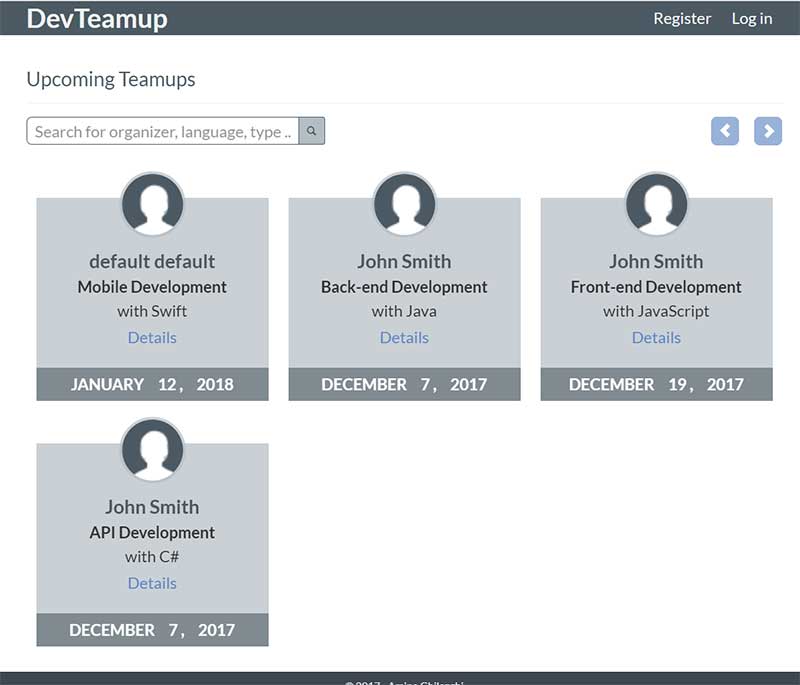 DevTeamup
Register
Log in
Upcoming Teamups
Search for organizer, language, type ..
default default
Mobile Development
with Swift
Details
JANUARY 12, 2018
John Smith
Back-end Development
with Java
Details
DECEMBER 7, 2017
John Smith
Front-end Development
with JavaScript
Details
DECEMBER 19, 2017
John Smith
API Development
with C#
Details
DECEMBER 7, 2017
© 2017